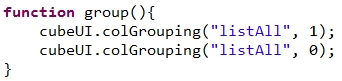 function group(){
    cubeUI.colGrouping("listAll", 1);
    cubeUI.colGrouping("listAll", 0);
}